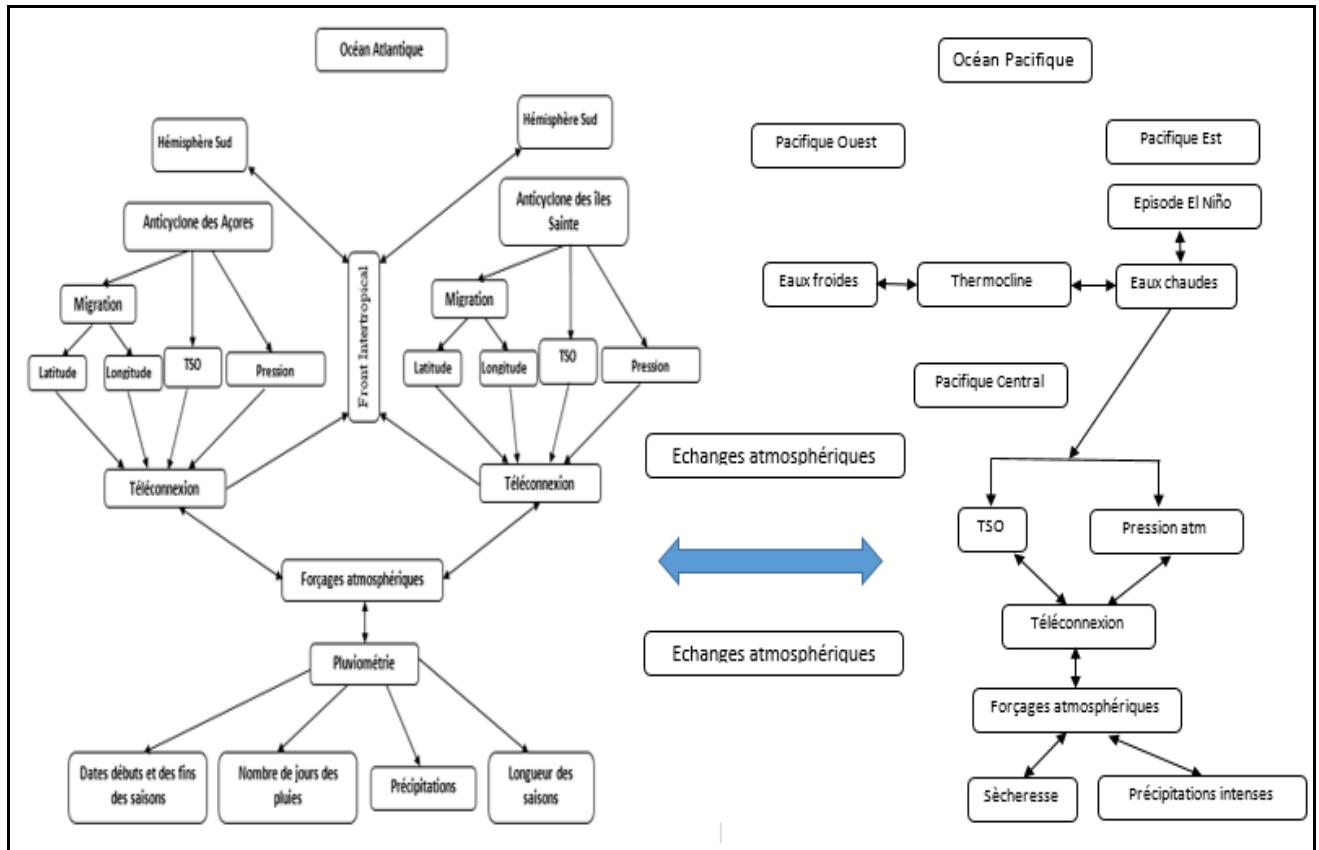 Océan Atlantique
Hémisphère Sud
Hémisphère Sud
Anticyclone des Açores
Anticyclone des îles
Sainte
Migration
Migration
Latitude
Longitude
TSO
Pression
Latitude
Longitude
TSO
Pression
Front Intertropical
Téléconnexion
Téléconnexion
Forçages atmosphériques
Pluviométrie
Dates débuts et des fins
des saisons
Nombre de jours des
pluies
Précipitations
Longueur des
saisons
Echanges atmosphériques
Echanges atmosphériques
Océan Pacifique
Pacifique Ouest
Pacifique Est
Episode El Niño
Eaux froides
Thermocline
Eaux chaudes
Pacifique Central
TSO
Pression atm
Téléconnexion
Forçages atmosphériques
Sècheresse
Précipitations intenses